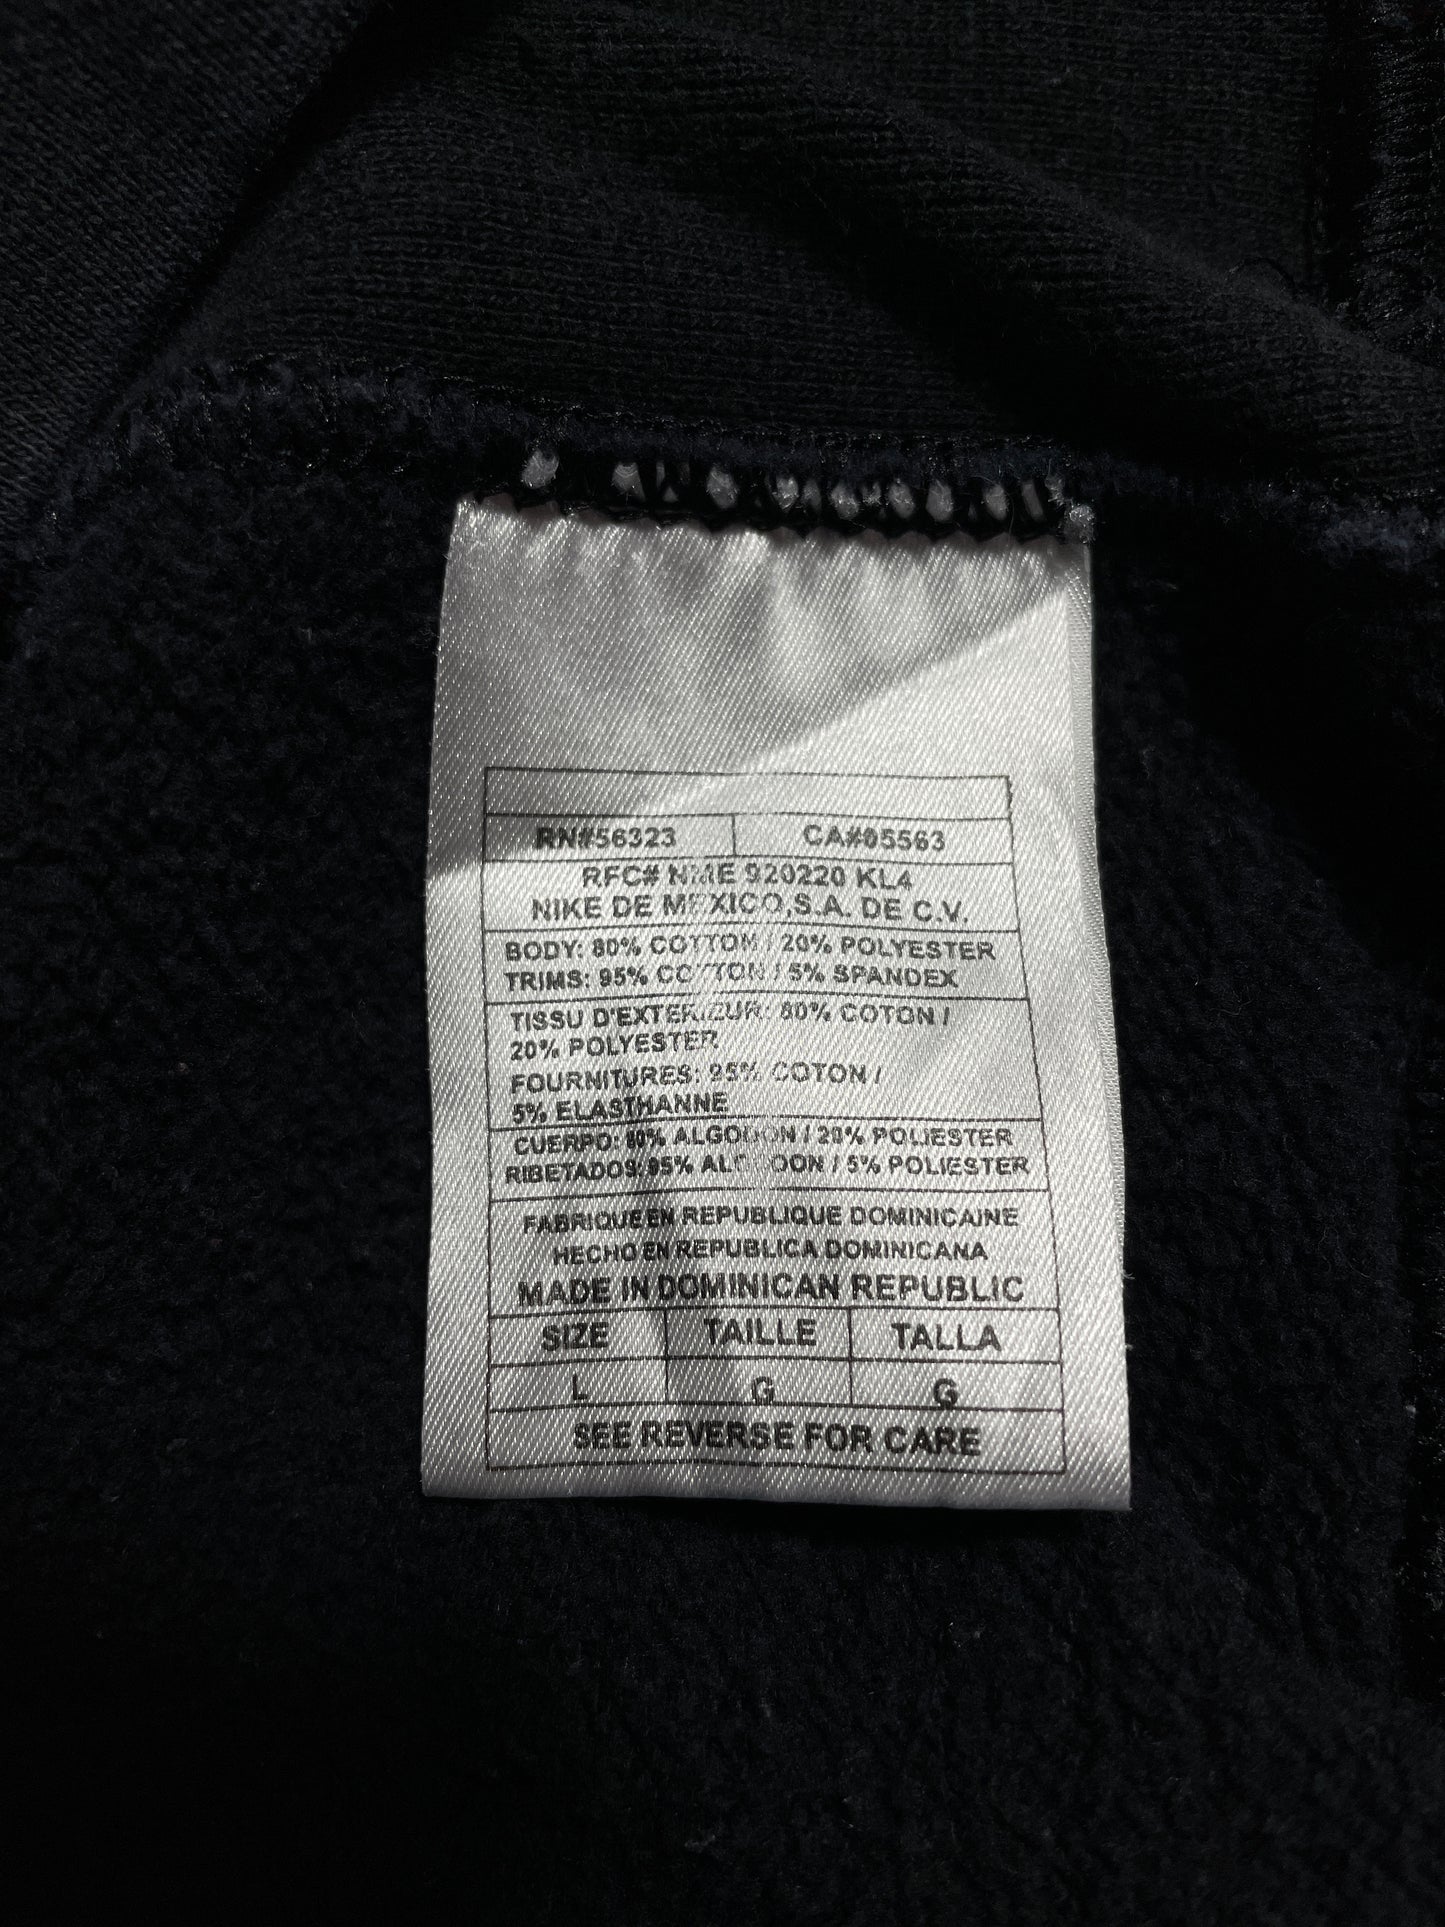 RN#56323 CA#05563
RFC# NME 920220 KL4
NIKE DE MEXICO,S.A. DE C.V.
BODY: 80% COTTON / 20% POLYESTER
TRIMS: 95% COTTON / 5% SPANDEX
TISSU D'EXTERIEUR: 80% COTON /
20% POLYESTER
FOURNITURES: 95% COTON /
5% ELASTHANNE
CUERPO: 80% ALGODON / 20% POLIESTER
RIBETADOS: 95% ALGODON / 5% POLIESTER
FABRIQUE EN REPUBLIQUE DOMINICAINE
HECHO EN REPUBLICA DOMINICANA
MADE IN DOMINICAN REPUBLIC
SIZE TAILLE TALLA
L G G
SEE REVERSE FOR CARE